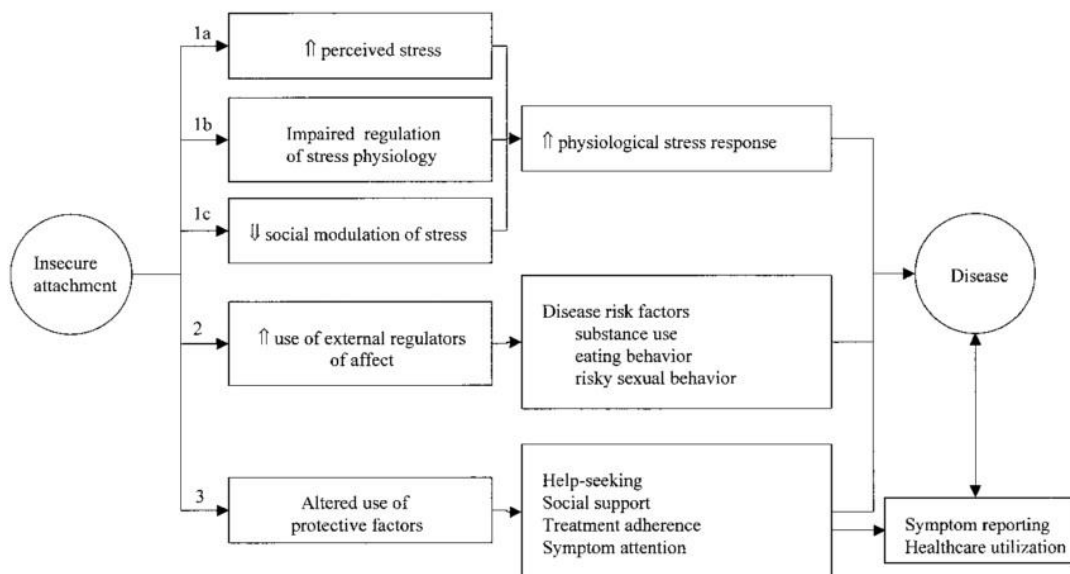 1a
⇑ perceived stress
1b
Impaired regulation
of stress physiology
⇑ physiological stress response
1c
⇓ social modulation of stress
Insecure
attachment
Disease
2
⇑ use of external regulators
of affect
Disease risk factors
substance use
eating behavior
risky sexual behavior
3
Altered use of
protective factors
Help-seeking
Social support
Treatment adherence
Symptom attention
Symptom reporting
Healthcare utilization